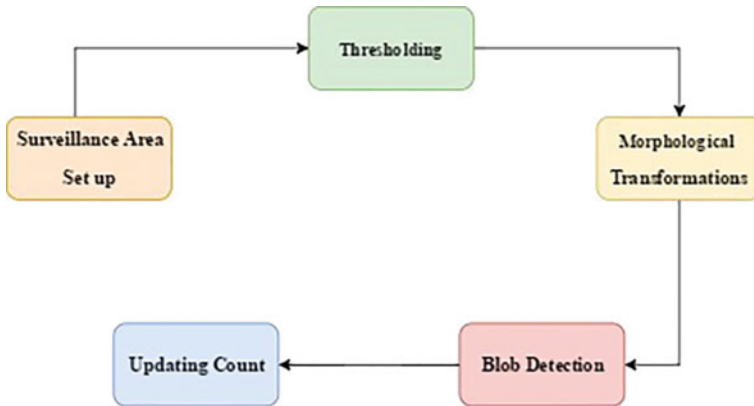 Thresholding
Surveillance Area
Set up
Morphological
Transformations
Updating Count
Blob Detection